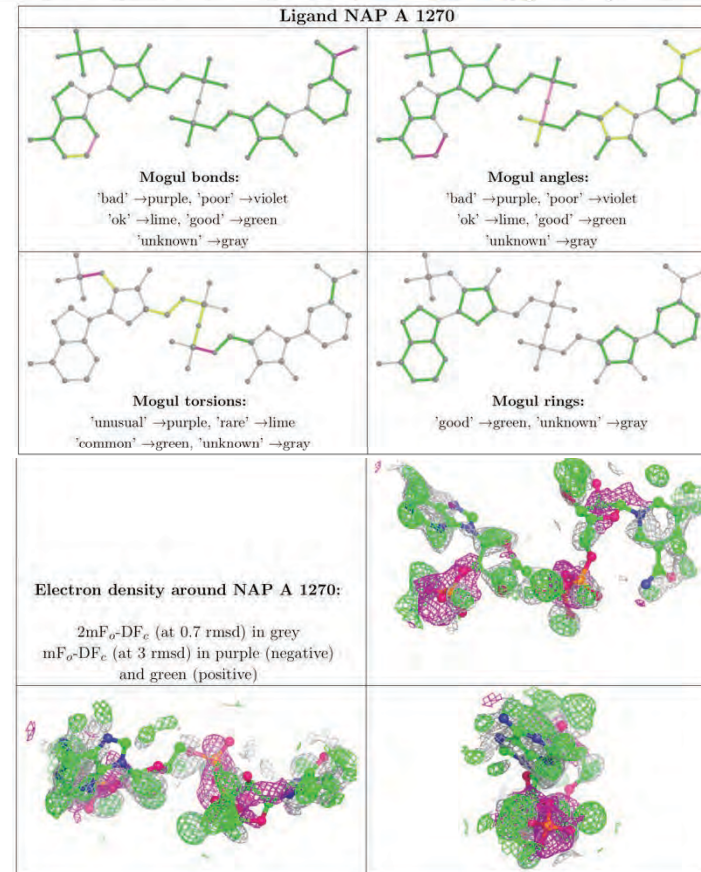 Ligand NAP A 1270
Mogul bonds:
'bad' →purple, 'poor' →violet
'ok' →lime, 'good' →green
'unknown' →gray
Mogul angles:
'bad' →purple, 'poor' →violet
'ok' →lime, 'good' →green
'unknown' →gray
Mogul torsions:
'unusual' →purple, 'rare' →lime
'common' →green, 'unknown' →gray
Mogul rings:
'good' →green, 'unknown' →gray
Electron density around NAP A 1270:
2mFₒ-DF꜀ (at 0.7 rmsd) in grey
mFₒ-DF꜀ (at 3 rmsd) in purple (negative)
and green (positive)